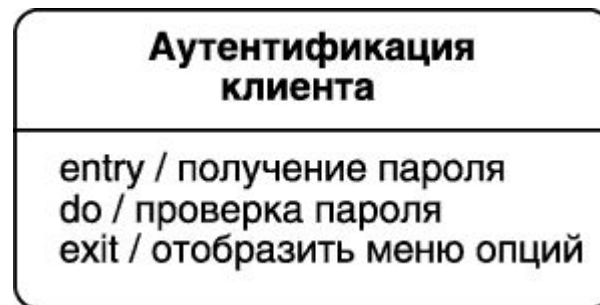 Аутентификация
клиента
entry / получение пароля
do / проверка пароля
exit / отобразить меню опций